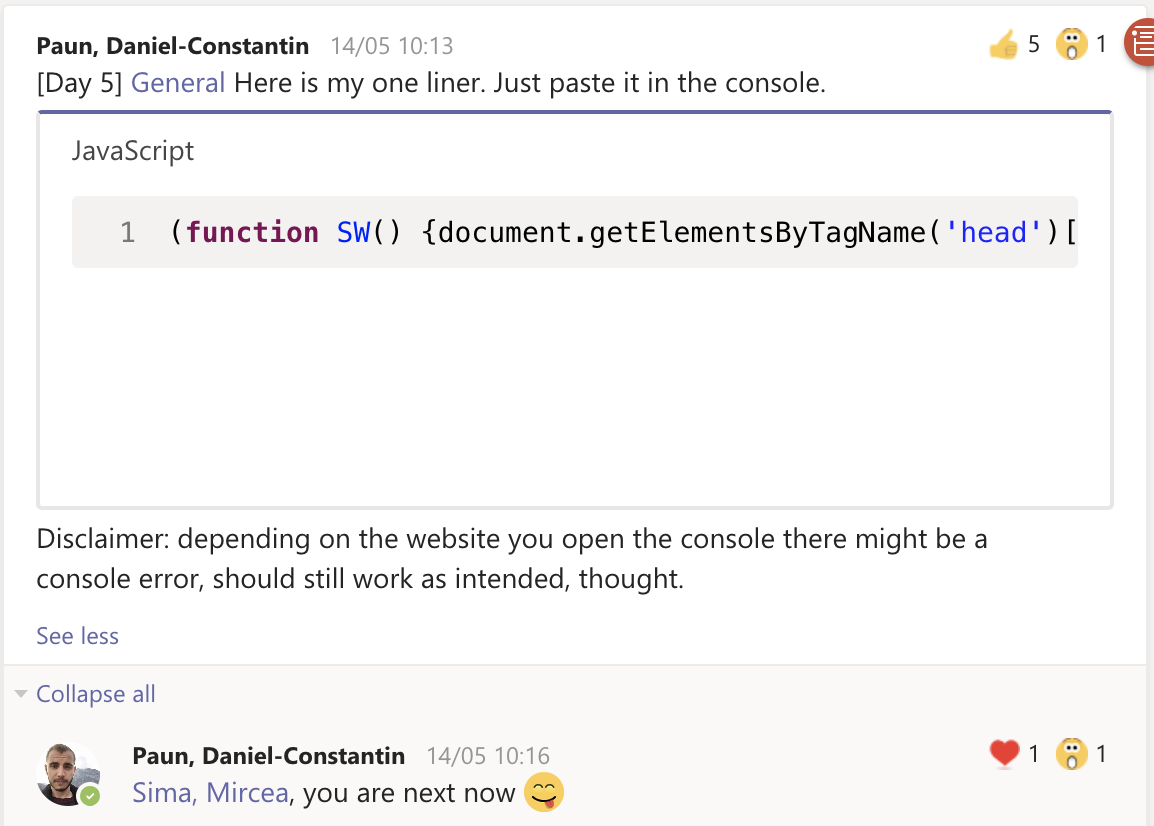 Paun, Daniel-Constantin 14/05 10:13 5 1
[Day 5] General Here is my one liner. Just paste it in the console.
JavaScript
1 (function SW() {document.getElementsByTagName('head')[
Disclaimer: depending on the website you open the console there might be a
console error, should still work as intended, thought.
See less
Collapse all
Paun, Daniel-Constantin 14/05 10:16 1 1
Sima, Mircea, you are next now